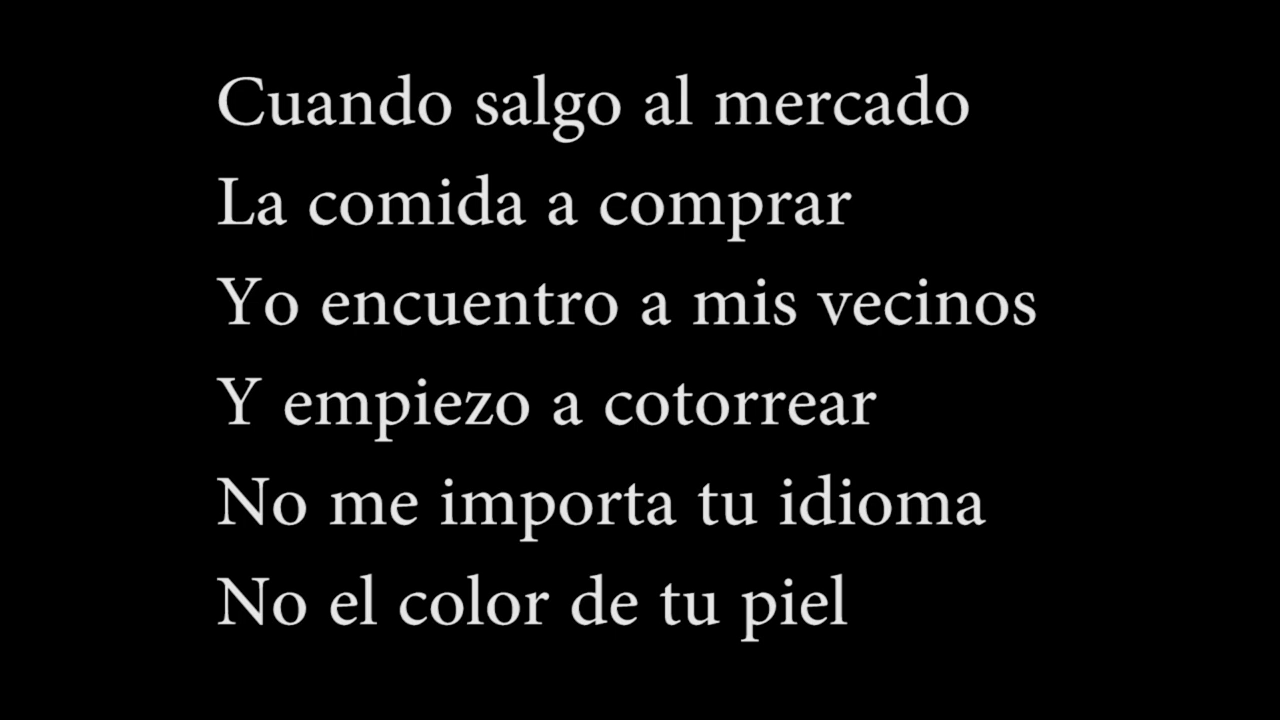 Cuando salgo al mercado
La comida a comprar
Yo encuentro a mis vecinos
Y empiezo a cotorrear
No me importa tu idioma
No el color de tu piel